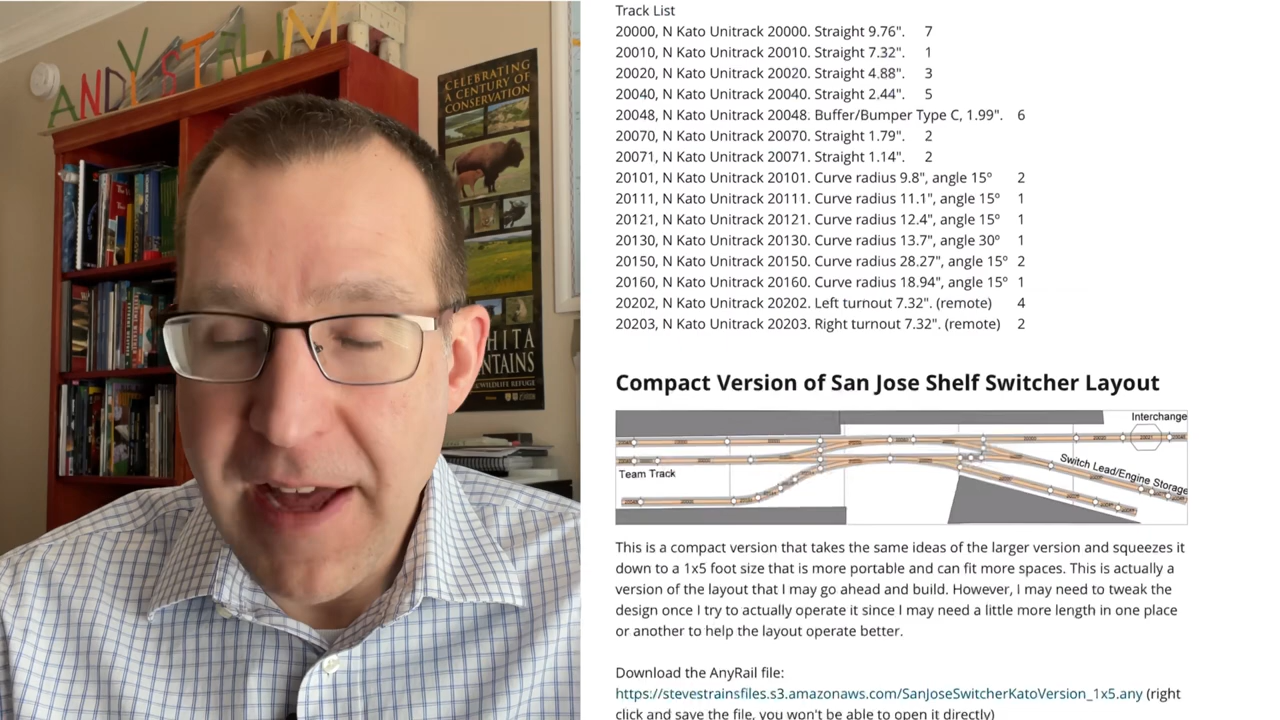 ANDY STALUM
CELEBRATING
A CENTURY OF
CONSERVATION
HITA
NTAINS
WILDLIFE REFUGE
Track List
20000, N Kato Unitrack 20000. Straight 9.76". 7
20010, N Kato Unitrack 20010. Straight 7.32". 1
20020, N Kato Unitrack 20020. Straight 4.88". 3
20040, N Kato Unitrack 20040. Straight 2.44". 5
20048, N Kato Unitrack 20048. Buffer/Bumper Type C, 1.99". 6
20070, N Kato Unitrack 20070. Straight 1.79". 2
20071, N Kato Unitrack 20071. Straight 1.14". 2
20101, N Kato Unitrack 20101. Curve radius 9.8", angle 15º 2
20111, N Kato Unitrack 20111. Curve radius 11.1", angle 15º 1
20121, N Kato Unitrack 20121. Curve radius 12.4", angle 15º 1
20130, N Kato Unitrack 20130. Curve radius 13.7", angle 30º 1
20150, N Kato Unitrack 20150. Curve radius 28.27", angle 15º 2
20160, N Kato Unitrack 20160. Curve radius 18.94", angle 15º 1
20202, N Kato Unitrack 20202. Left turnout 7.32". (remote) 4
20203, N Kato Unitrack 20203. Right turnout 7.32". (remote) 2
Compact Version of San Jose Shelf Switcher Layout
Interchange
Team Track
Switch Lead/Engine Storage
This is a compact version that takes the same ideas of the larger version and squeezes it
down to a 1x5 foot size that is more portable and can fit more spaces. This is actually a
version of the layout that I may go ahead and build. However, I may need to tweak the
design once I try to actually operate it since I may need a little more length in one place
or another to help the layout operate better.
Download the AnyRail file:
https://stevestrainsfiles.s3.amazonaws.com/SanJoseSwitcherKatoVersion_1x5.any (right
click and save the file, you won't be able to open it directly)